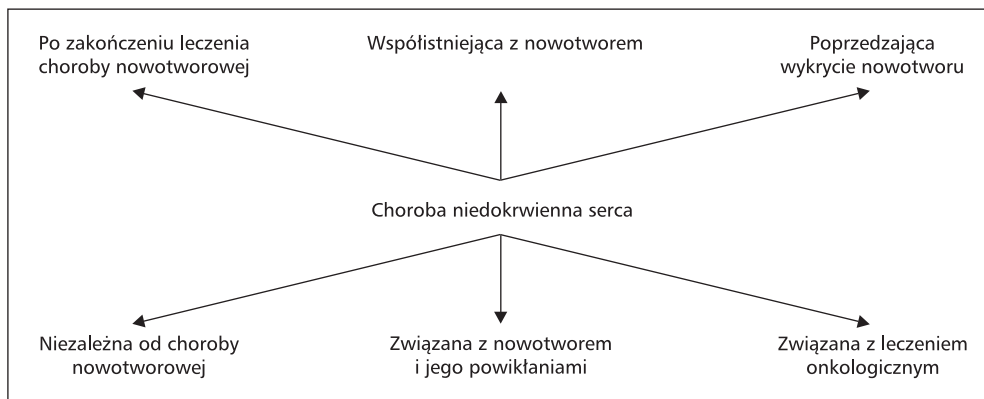 Po zakończeniu leczenia
choroby nowotworowej
Współistniejąca z nowotworem
Poprzedzająca
wykrycie nowotworu
Choroba niedokrwienna serca
Niezależna od choroby
nowotworowej
Związana z nowotworem
i jego powikłaniami
Związana z leczeniem
onkologicznym